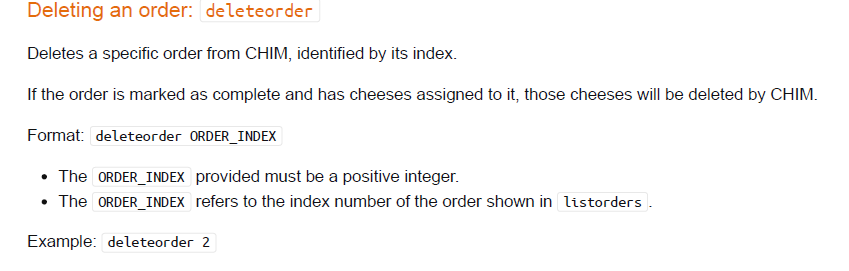 Deleting an order: deleteorder
Deletes a specific order from CHIM, identified by its index.
If the order is marked as complete and has cheeses assigned to it, those cheeses will be deleted by CHIM.
Format: deleteorder ORDER_INDEX
• The ORDER_INDEX provided must be a positive integer.
• The ORDER_INDEX refers to the index number of the order shown in listorders.
Example: deleteorder 2